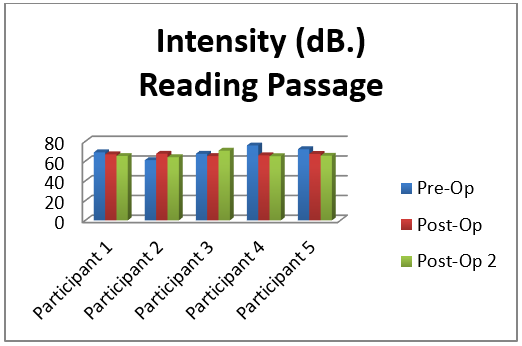 Intensity (dB.)
Reading Passage
80
60
40
20
0
Participant 1
Participant 2
Participant 3
Participant 4
Participant 5
Pre-Op
Post-Op
Post-Op 2